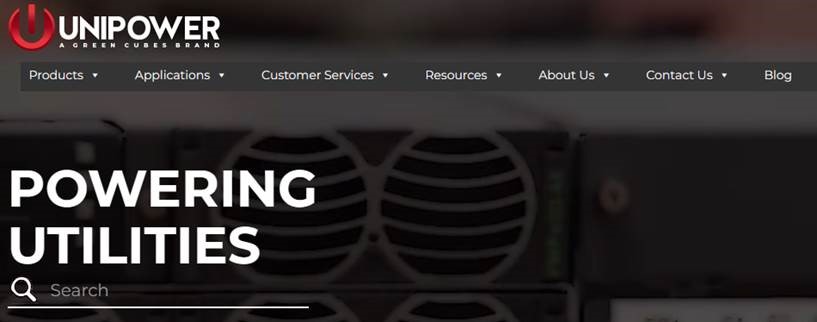 UNIPOWER
A GREEN CUBES BRAND
Products Applications Customer Services Resources About Us Contact Us Blog
POWERING
UTILITIES
Search